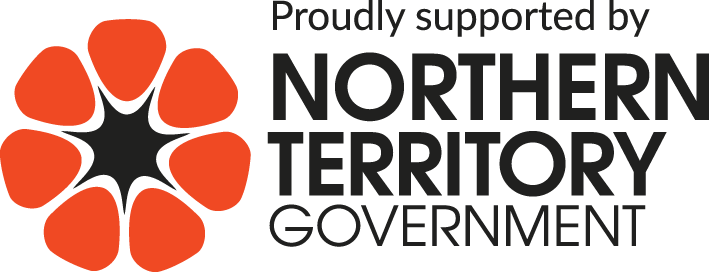 Proudly supported by
NORTHERN
TERRITORY
GOVERNMENT